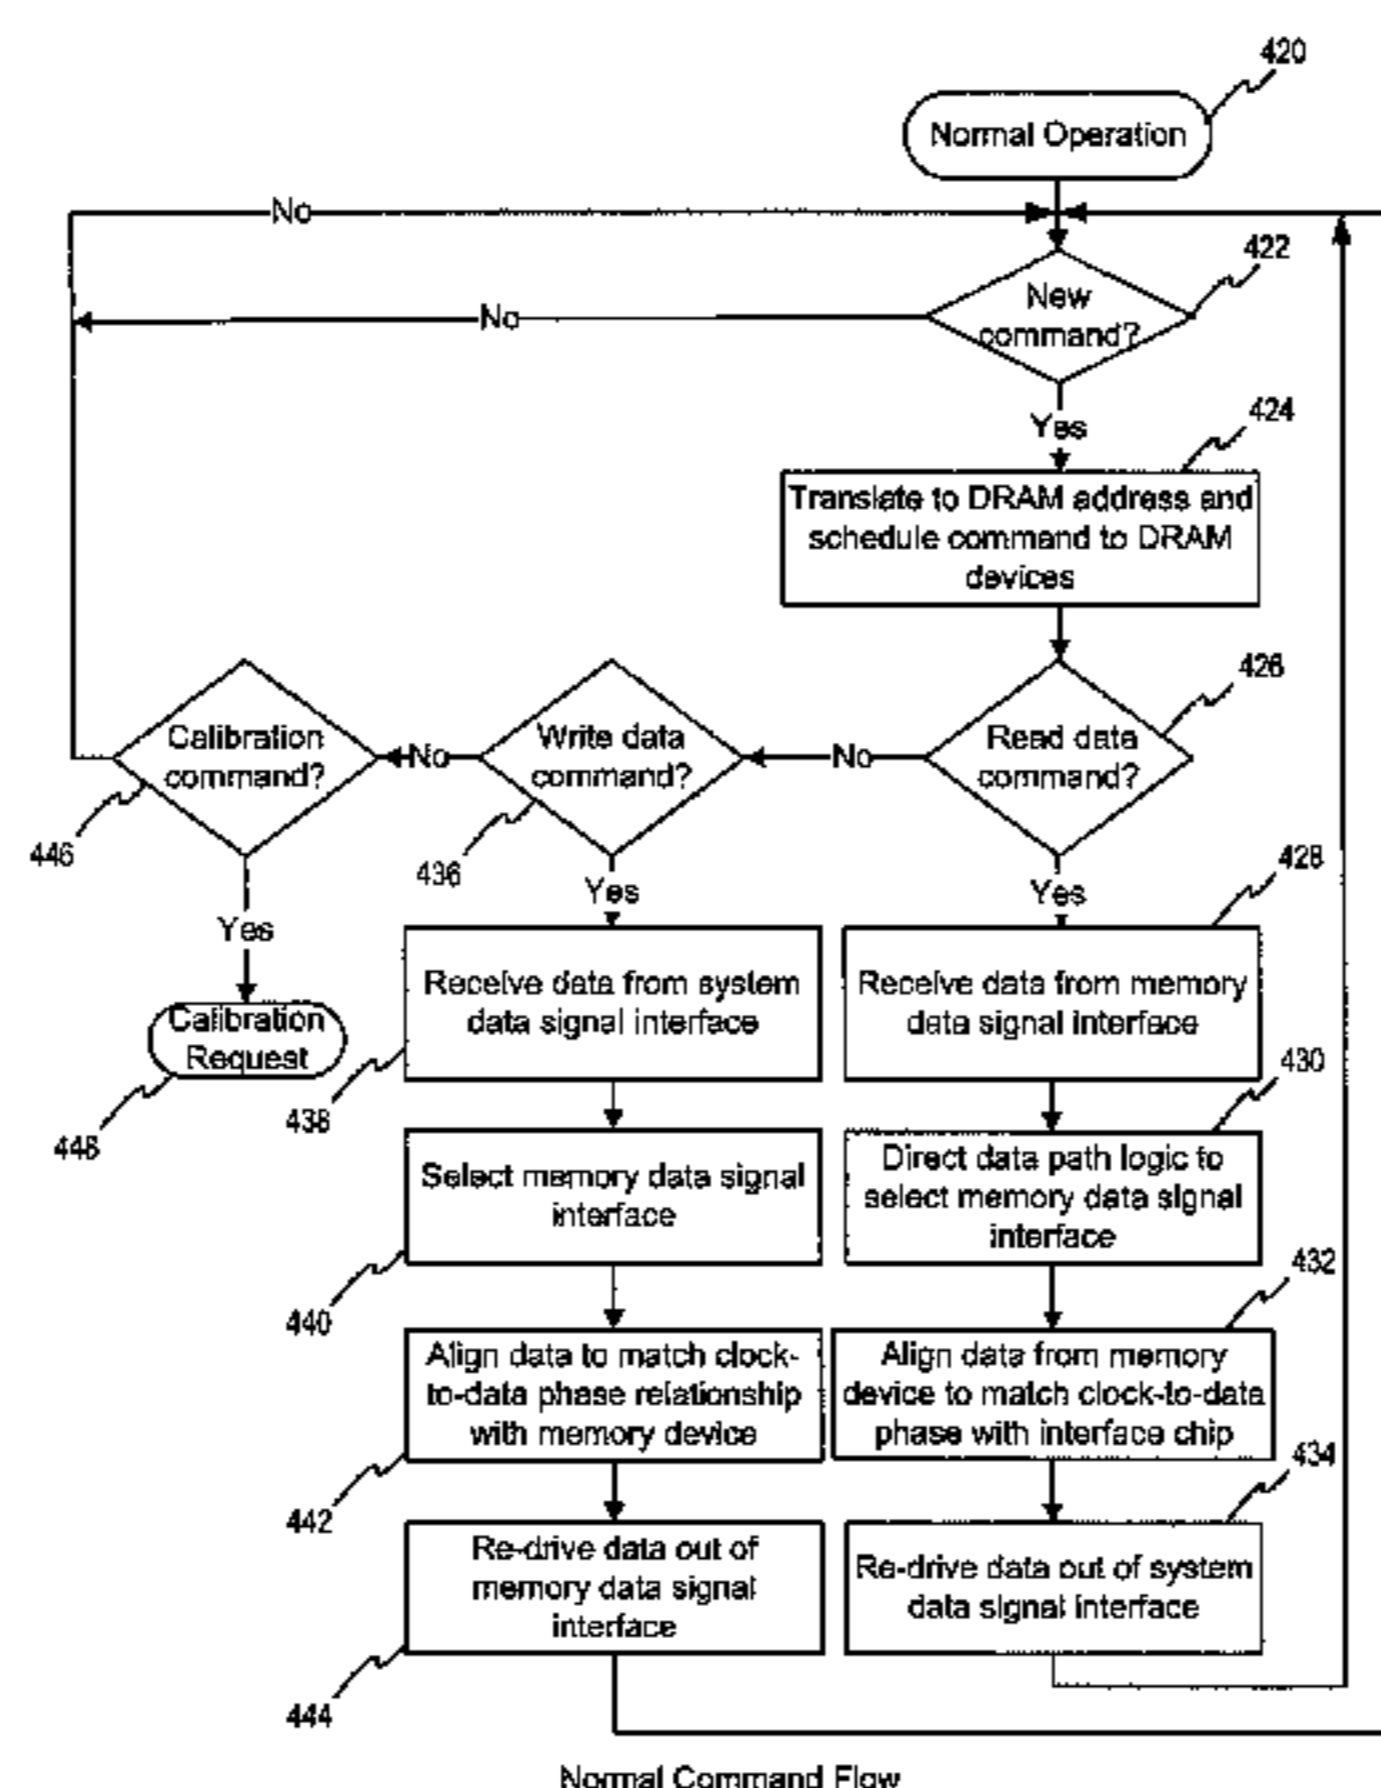 420
Normal Operation
No
422
New
command?
No
Yes
424
Translate to DRAM address and
schedule command to DRAM
devices
426
Read data
command?
No
Write data
command?
No
Calibration
command?
446
436
Yes
428
Yes
Yes
Receive data from system
data signal interface
Receive data from memory
data signal interface
Calibration
Request
448
438
430
Select memory data signal
interface
Direct data path logic to
select memory data signal
interface
440
432
Align data to match clock-
to-data phase relationship
with memory device
Align data from memory
device to match clock-to-data
phase with interface chip
442
434
Re-drive data out of
memory data signal
interface
Re-drive data out of system
data signal interface
444
Normal Command Flow